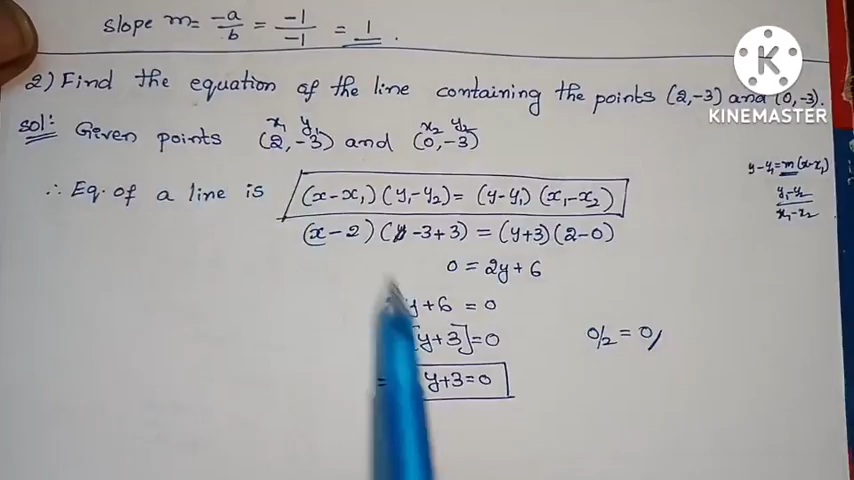 slope m = -a/b = -1/-1 = 1.
2) Find the equation of the line containing the points (2,-3) and (0,-3).
sol: Given points (2,-3) and (0,-3)
x₁ y₁ x₂ y₂
∴ Eq. of a line is (x-x₁)(y₁-y₂) = (y-y₁)(x₁-x₂)
(x-2)(-3+3) = (y+3)(2-0)
0 = 2y+6
y+6 = 0
[y+3]=0
= y+3=0
0/2 = 0
y-y₁=m(x-x₁)
y₁-y₂/x₁-x₂
K
KINEMASTER